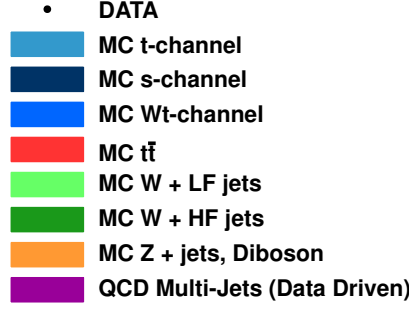 DATA
MC t-channel
MC s-channel
MC Wt-channel
MC tt̄
MC W + LF jets
MC W + HF jets
MC Z + jets, Diboson
QCD Multi-Jets (Data Driven)